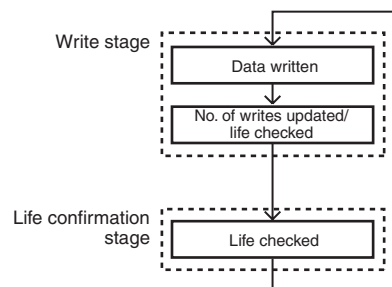 Write stage
Data written
No. of writes updated/
life checked
Life confirmation
stage
Life checked